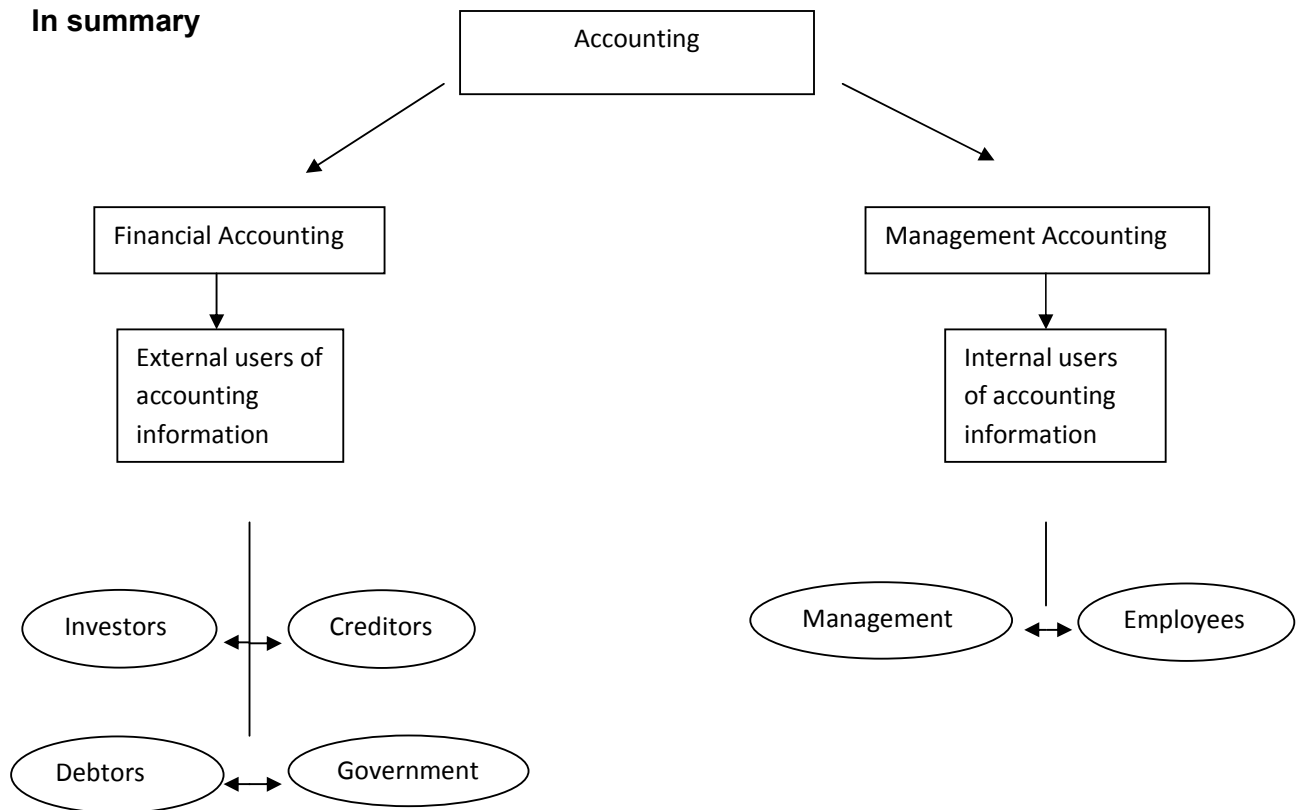 In summary
Accounting
Financial Accounting
Management Accounting
External users of
accounting
information
Internal users
of accounting
information
Investors
Creditors
Management
Employees
Debtors
Government